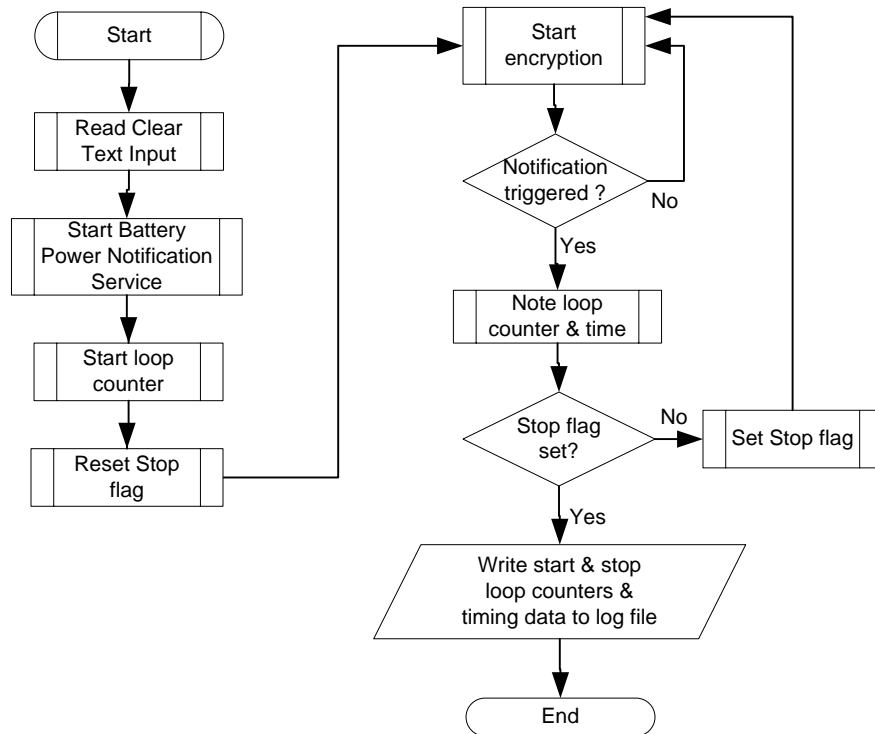 Start
Read Clear
Text Input
Start Battery
Power Notification
Service
Start loop
counter
Reset Stop
flag
Start
encryption
Notification
triggered ?
No
Yes
Note loop
counter & time
Stop flag
set?
No
Set Stop flag
Yes
Write start & stop
loop counters &
timing data to log file
End